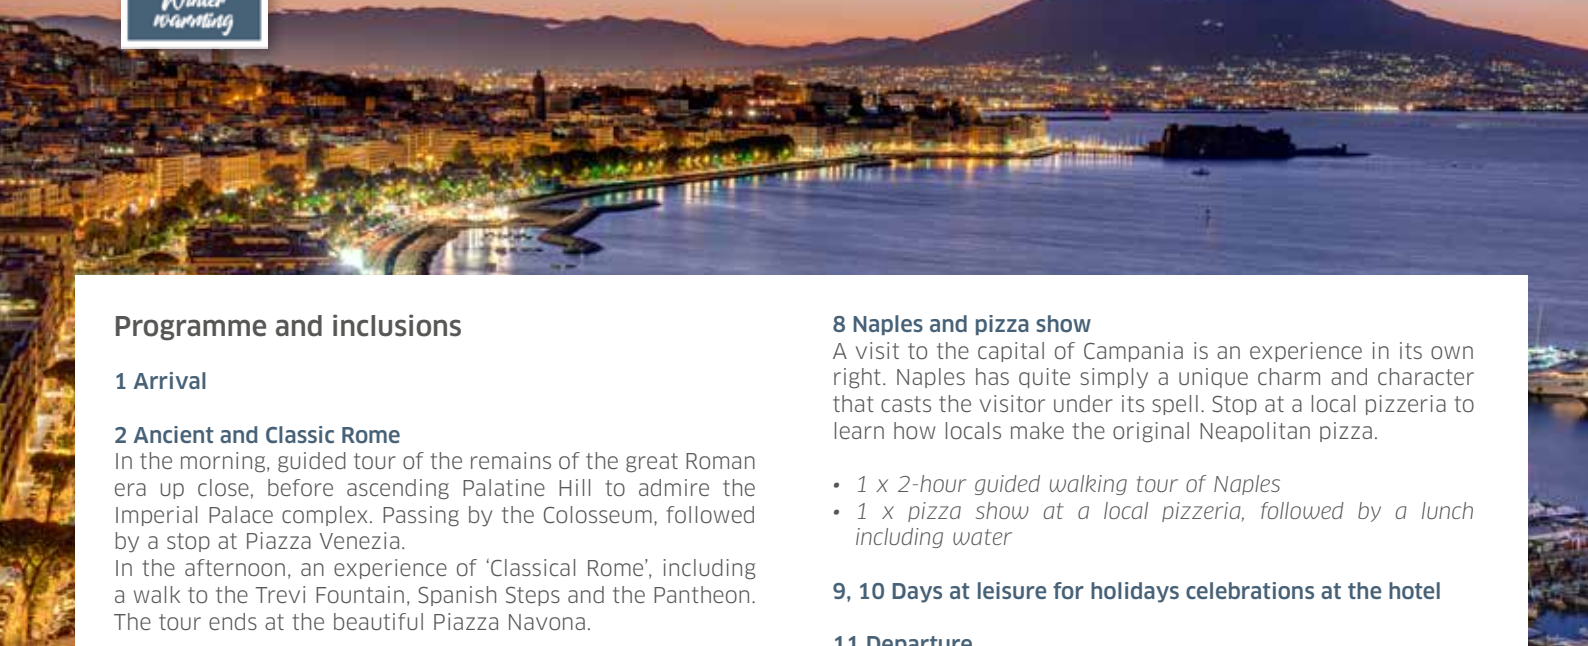 Winter
warming
Programme and inclusions
1 Arrival
2 Ancient and Classic Rome
In the morning, guided tour of the remains of the great Roman
era up close, before ascending Palatine Hill to admire the
Imperial Palace complex. Passing by the Colosseum, followed
by a stop at Piazza Venezia.
In the afternoon, an experience of ‘Classical Rome’, including
a walk to the Trevi Fountain, Spanish Steps and the Pantheon.
The tour ends at the beautiful Piazza Navona.
8 Naples and pizza show
A visit to the capital of Campania is an experience in its own
right. Naples has quite simply a unique charm and character
that casts the visitor under its spell. Stop at a local pizzeria to
learn how locals make the original Neapolitan pizza.
• 1 x 2-hour guided walking tour of Naples
• 1 x pizza show at a local pizzeria, followed by a lunch
including water
9, 10 Days at leisure for holidays celebrations at the hotel
11 Departure